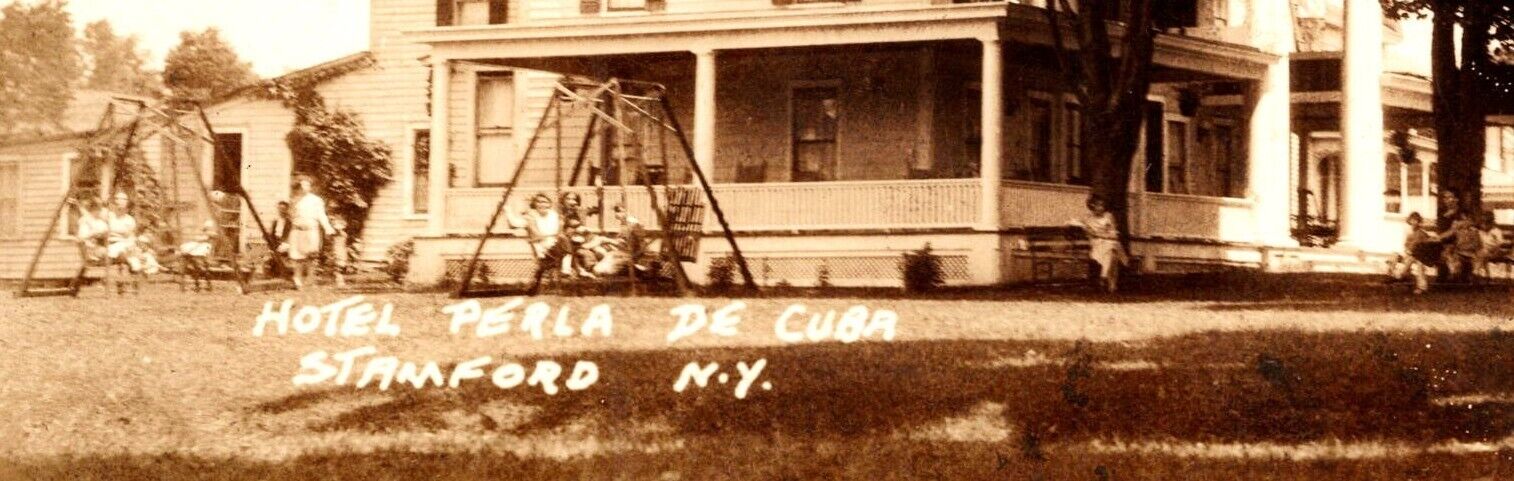 HOTEL PERLA DE CUBA
STAMFORD N.Y.